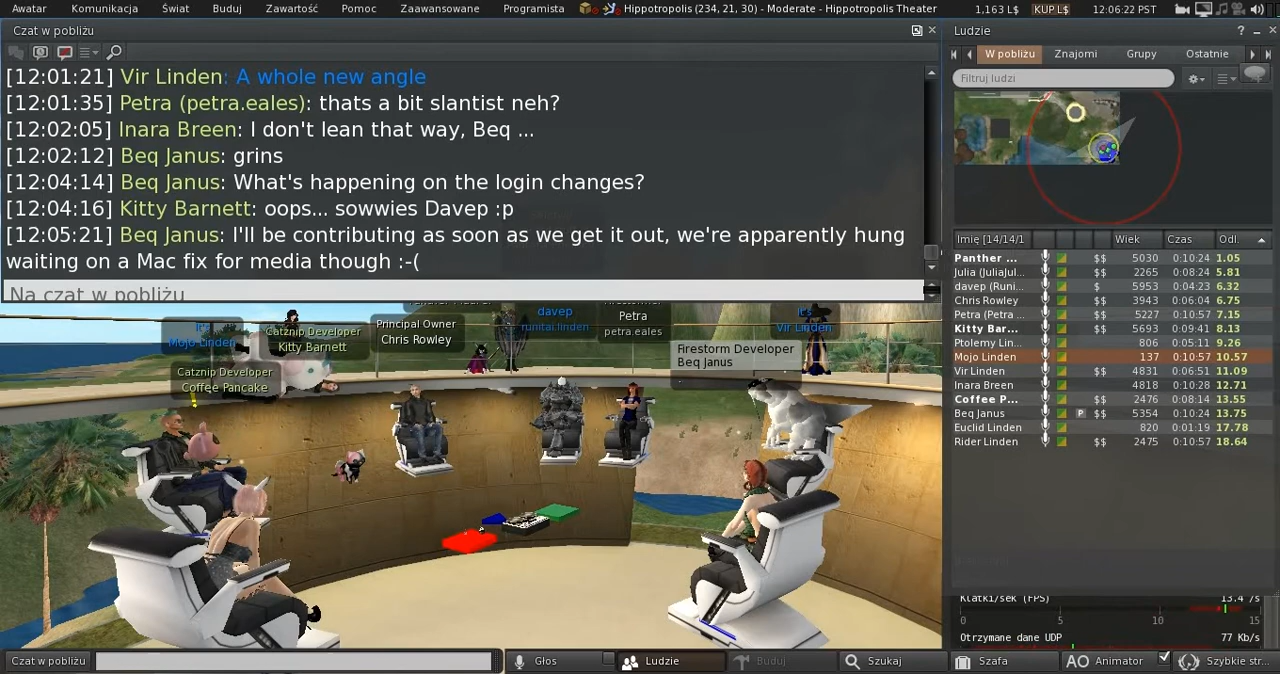 Awatar Komunikacja Świat Buduj Zawartość Pomoc Zaawansowane Programista Hippotropolis (234, 21, 30) - Moderate - Hippotropolis Theater 1,163 L$ KUP L$ 12:06:22 PST
Czat w pobliżu
[12:01:21] Vir Linden: A whole new angle
[12:01:35] Petra (petra.eales): thats a bit slantist neh?
[12:02:05] Inara Breen: I don't lean that way, Beq ...
[12:02:12] Beq Janus: grins
[12:04:14] Beq Janus: What's happening on the login changes?
[12:04:16] Kitty Barnett: oops... sowwies Davep :p
[12:05:21] Beq Janus: I'll be contributing as soon as we get it out, we're apparently hung
waiting on a Mac fix for media though :-(
Na czat w pobliżu
It's
Mojo Linden
Catznip Developer
Kitty Barnett
Principal Owner
Chris Rowley
davep
runitai.linden
Petra
petra.eales
It's
Vir Linden
Firestorm Developer
Beq Janus
Catznip Developer
Coffee Pancake
Ludzie ?
W pobliżu Znajomi Grupy Ostatnie
Filtruj ludzi
Imię [14/14/1 Wiek Czas Odl.
Panther ... $$ 5030 0:10:24 1.05
Julia (JuliaJul... $$ 2265 0:08:24 5.81
davep (Runi... $ 5953 0:04:23 6.32
Chris Rowley $$ 3943 0:06:04 6.75
Petra (Petra ... $$ 5227 0:10:57 7.15
Kitty Bar... $$ 5693 0:09:41 8.13
Ptolemy Lin... 806 0:05:11 9.26
Mojo Linden 137 0:10:57 10.57
Vir Linden $$ 4831 0:06:51 11.09
Inara Breen 4818 0:10:28 12.71
Coffee P... $$ 2476 0:08:14 13.55
Beq Janus P $$ 5354 0:10:24 13.75
Euclid Linden 820 0:01:19 17.78
Rider Linden $$ 2475 0:10:57 18.64
Klatki/sek (FPS) 13.4 /s
0 5 10 15
Otrzymane dane UDP 77 Kb/s
Czat w pobliżu Głos Ludzie Buduj Szukaj Szafa AO Animator Szybkie str...